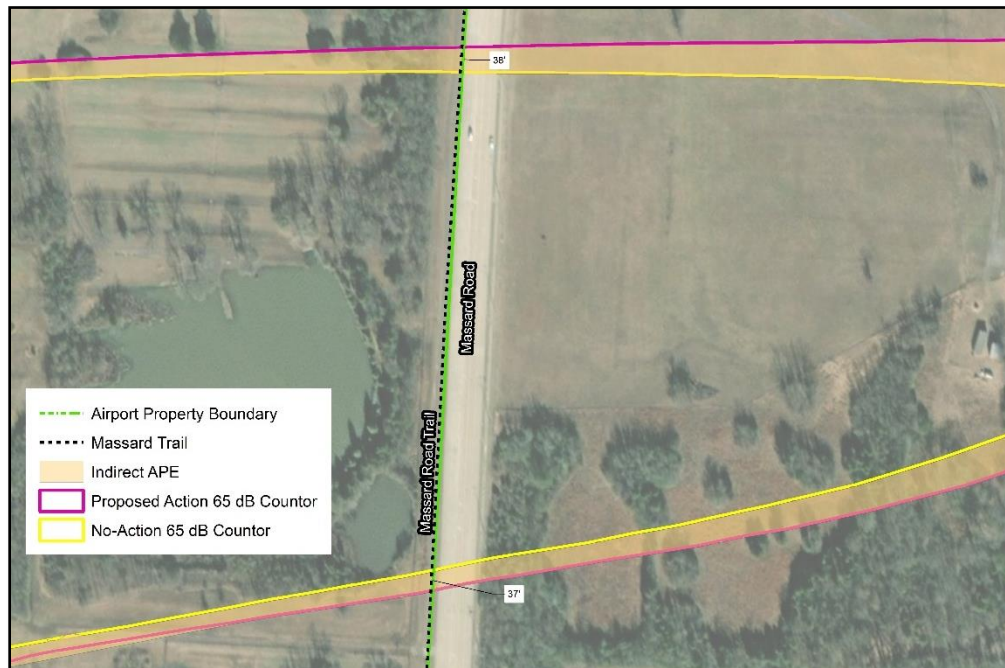 38'
Massard Road
Massard Road Trail
Airport Property Boundary
Massard Trail
Indirect APE
Proposed Action 65 dB Countor
No-Action 65 dB Countor
37'